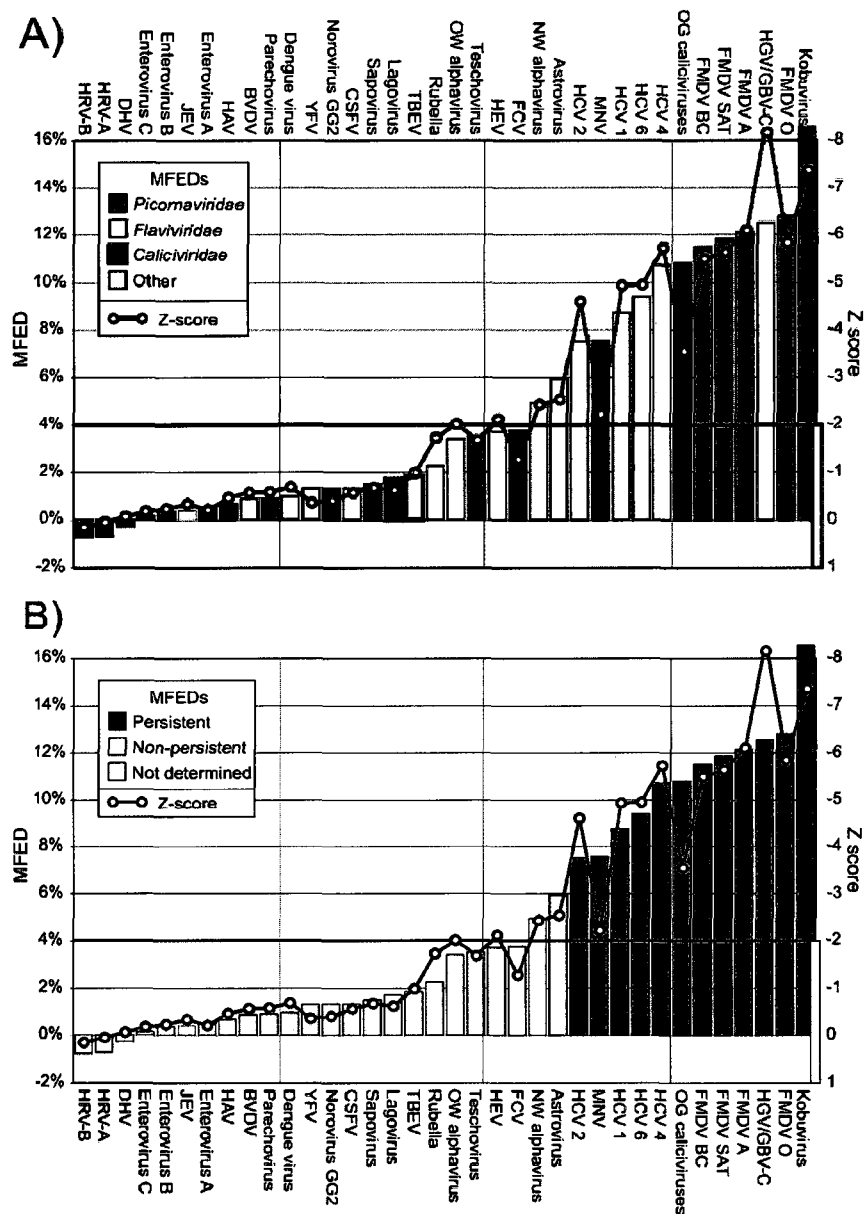 A)
HRV-B
HRV-A
DHV
Enterovirus C
Enterovirus B
JEV
Enterovirus A
HAV
BVDV
Parechovirus
Dengue virus
YFV
Norovirus GG2
CSFV
Sapovirus
Lagovirus
TBEV
Rubella
OW alphavirus
Teschovirus
HEV
FCV
NW alphavirus
Astrovirus
HCV 2
MNV
HCV 1
HCV 6
HCV 4
OG caliciviruses
FMDV BC
FMDV SAT
FMDV A
HGV/GBV-C
FMDV O
Kobuvirus
16%
14%
12%
10%
8%
6%
4%
2%
0%
-2%
MFED
MFEDs
Picornaviridae
Flaviviridae
Caliciviridae
Other
Z-score
-8
-7
-6
-5
-4
-3
-2
-1
0
1
Z score
B)
16%
14%
12%
10%
8%
6%
4%
2%
0%
-2%
MFED
MFEDs
Persistent
Non-persistent
Not determined
Z-score
-8
-7
-6
-5
-4
-3
-2
-1
0
1
Z score
HRV-B
HRV-A
DHV
Enterovirus C
Enterovirus B
JEV
Enterovirus A
HAV
BVDV
Parechovirus
Dengue virus
YFV
Norovirus GG2
CSFV
Sapovirus
Lagovirus
TBEV
Rubella
OW alphavirus
Teschovirus
HEV
FCV
NW alphavirus
Astrovirus
HCV 2
MNV
HCV 1
HCV 6
HCV 4
OG caliciviruses
FMDV BC
FMDV SAT
FMDV A
HGV/GBV-C
FMDV O
Kobuvirus